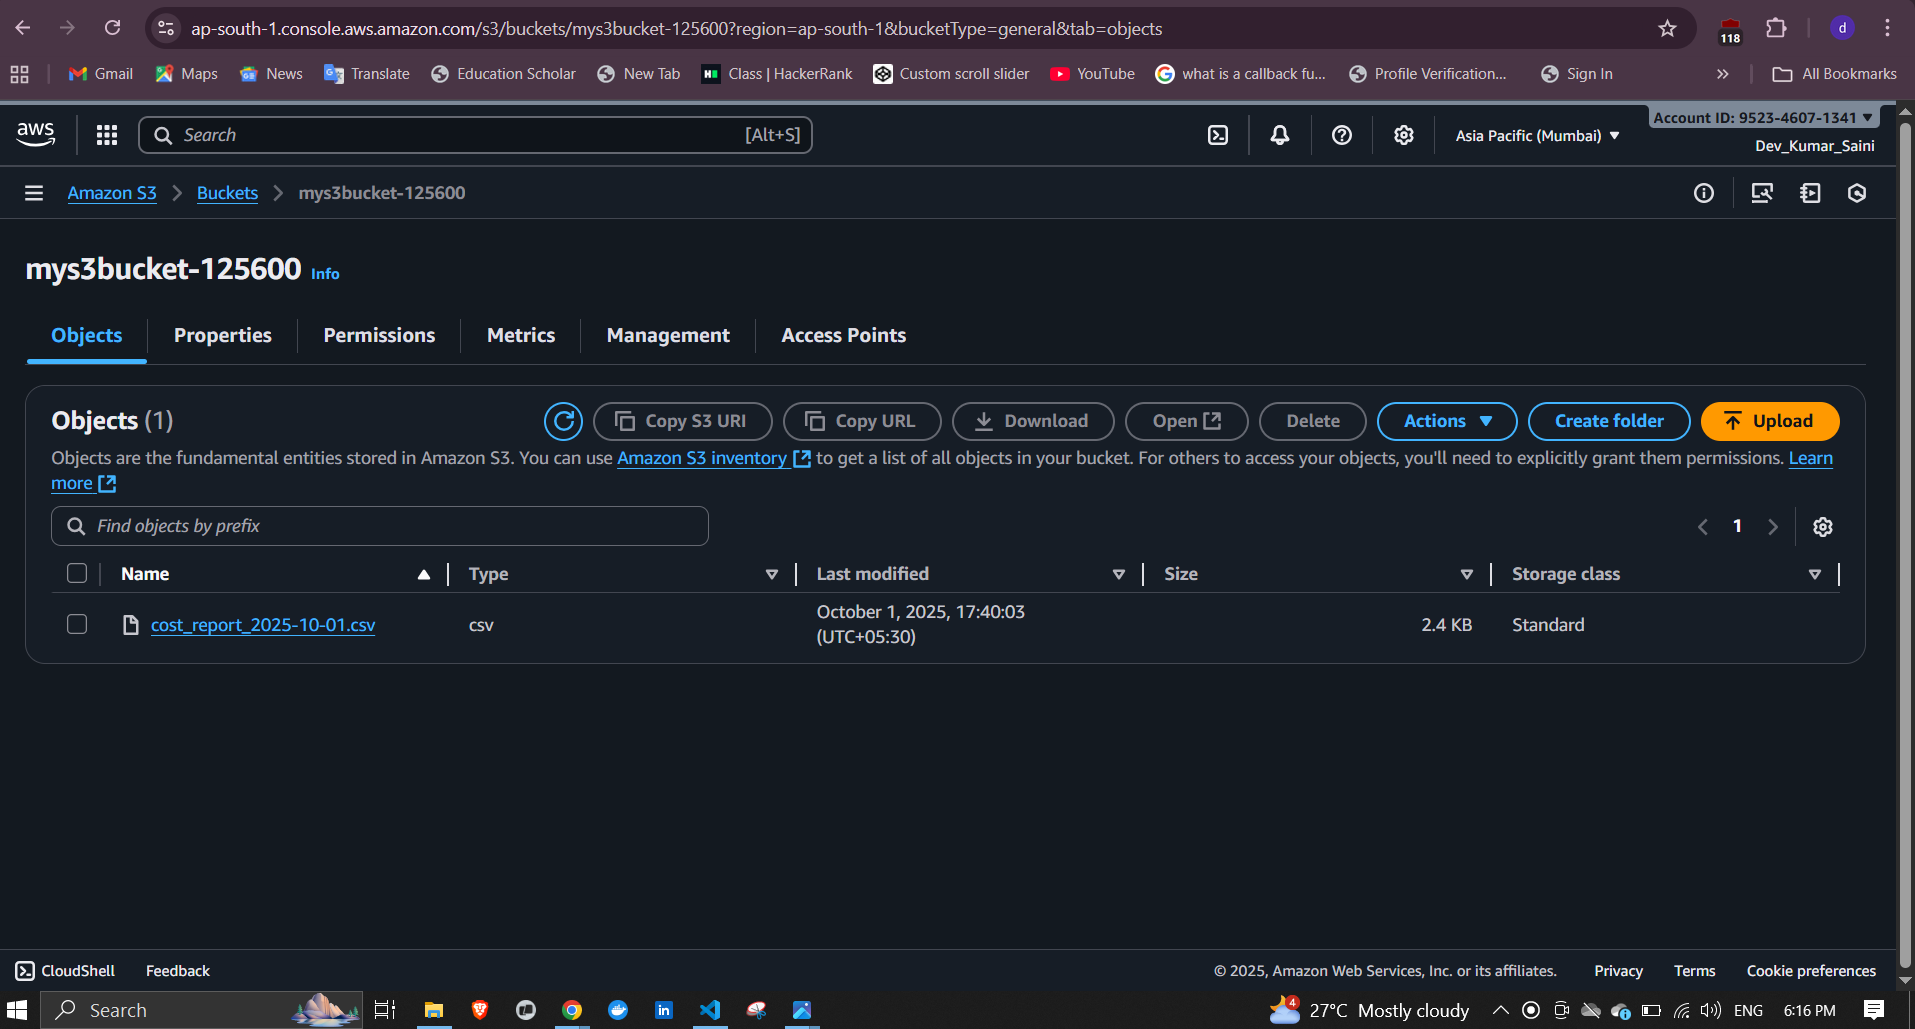 ap-south-1.console.aws.amazon.com/s3/buckets/mys3bucket-125600?region=ap-south-1&bucketType=general&tab=objects
118
d
Gmail Maps News Translate Education Scholar New Tab Class | HackerRank Custom scroll slider YouTube what is a callback fu... Profile Verification... Sign In » All Bookmarks
aws Search [Alt+S] Asia Pacific (Mumbai) Account ID: 9523-4607-1341
Dev_Kumar_Saini
Amazon S3 Buckets mys3bucket-125600
mys3bucket-125600 Info
Objects Properties Permissions Metrics Management Access Points
Objects (1) Copy S3 URI Copy URL Download Open Delete Actions Create folder Upload
Objects are the fundamental entities stored in Amazon S3. You can use Amazon S3 inventory to get a list of all objects in your bucket. For others to access your objects, you'll need to explicitly grant them permissions. Learn
more
Find objects by prefix 1
Name Type Last modified Size Storage class
cost_report_2025-10-01.csv csv October 1, 2025, 17:40:03 2.4 KB Standard
(UTC+05:30)
CloudShell Feedback © 2025, Amazon Web Services, Inc. or its affiliates. Privacy Terms Cookie preferences
Search 4 27°C Mostly cloudy ENG 6:16 PM